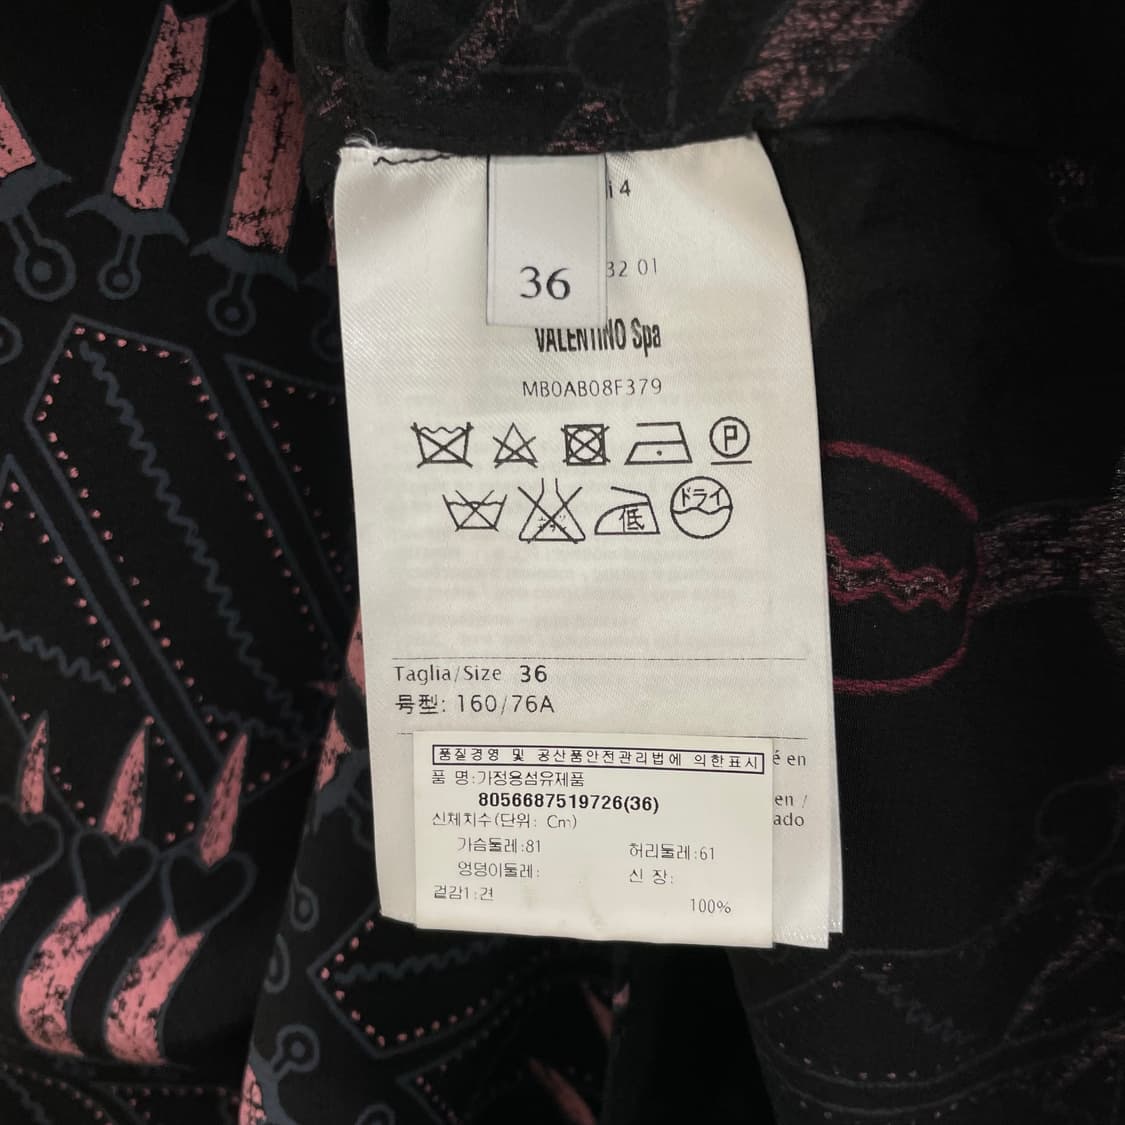 i 4
36
32 01
VALENTINO Spa
MB0AB08F379
P
低
ドライ
Taglia/Size 36
号型: 160/76A
é en
en /
ado
품질경영 및 공산품안전관리법에 의한표시
품 명:가정용섬유제품
8056687519726(36)
신체치수(단위: Cm)
가슴둘레:81 허리둘레:61
엉덩이둘레: 신 장:
겉감1:견 100%